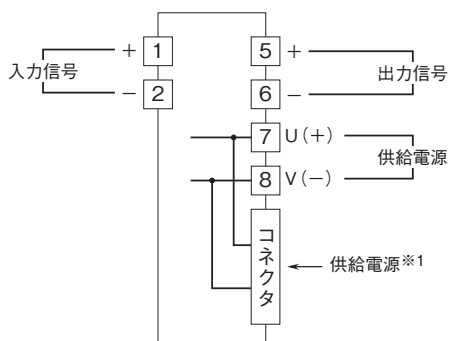 入力信号
+ 1
− 2
5 +
6 −
出力信号
7 U(+)
8 V(−)
供給電源
コネクタ
供給電源※1